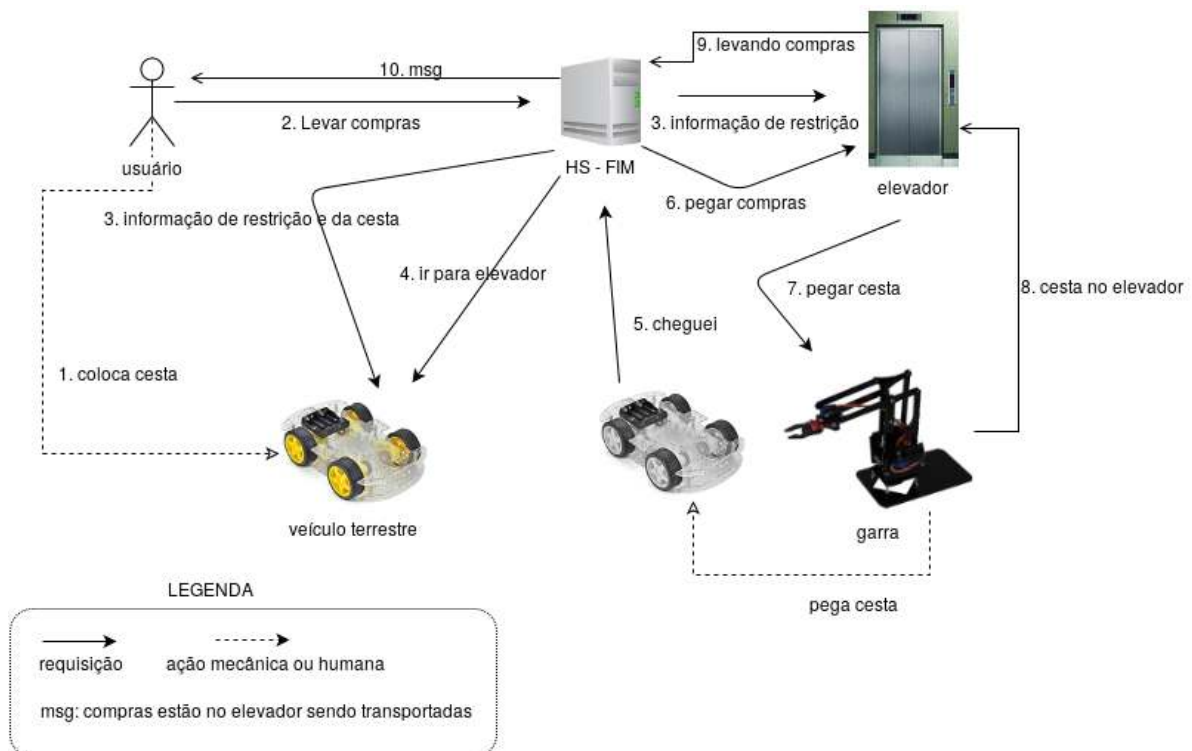 9. levando compras
10. msg
2. Levar compras
3. informação de restrição
usuário
HS - FIM
elevador
6. pegar compras
3. informação de restrição e da cesta
4. ir para elevador
7. pegar cesta
8. cesta no elevador
5. cheguei
1. coloca cesta
veículo terrestre
garra
pega cesta
LEGENDA
requisição
ação mecânica ou humana
msg: compras estão no elevador sendo transportadas